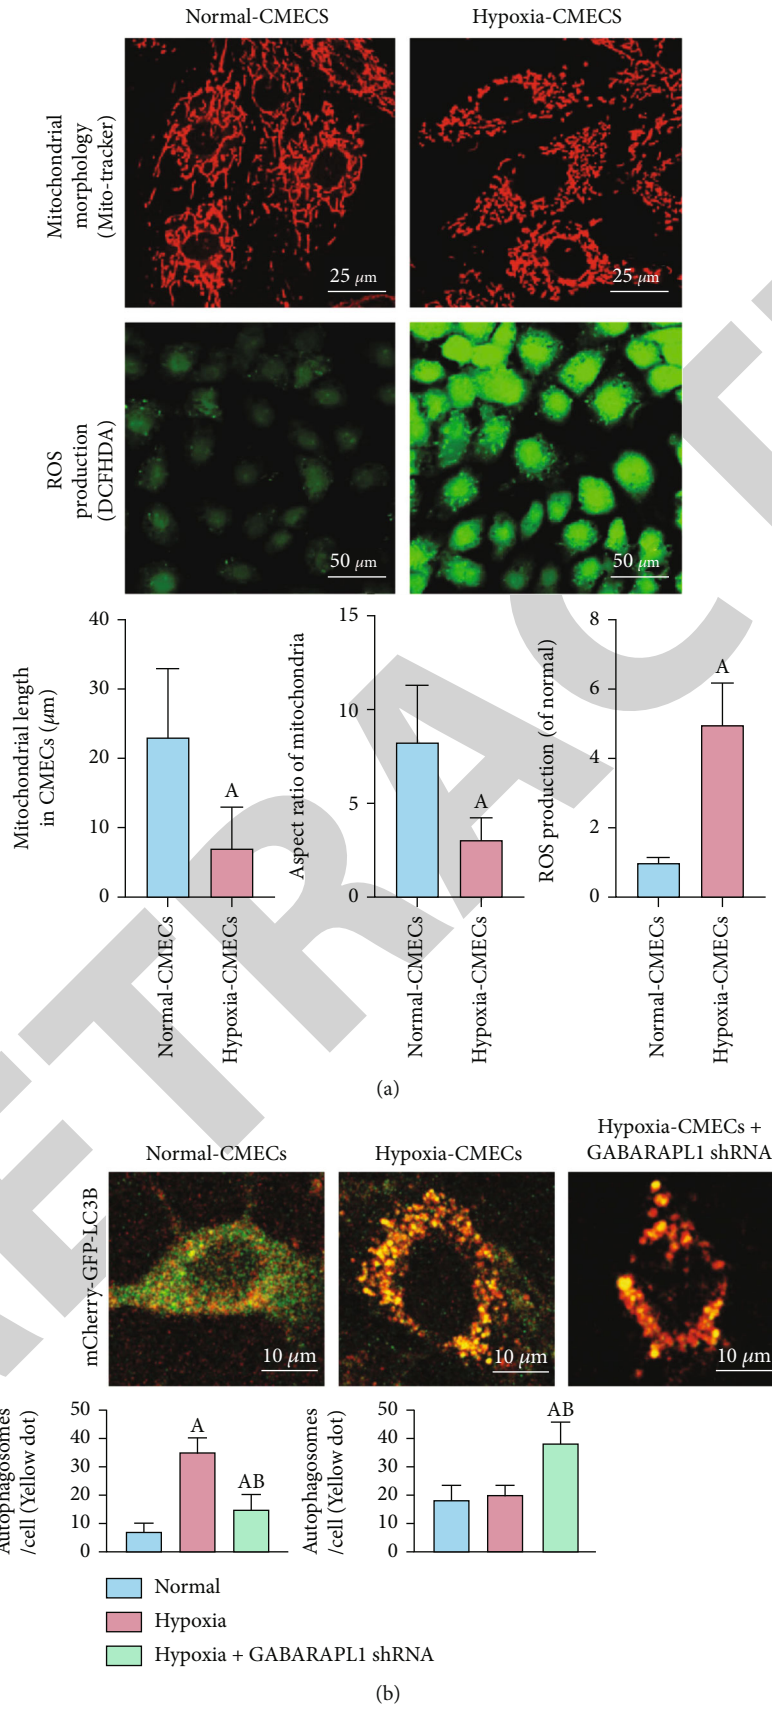 Normal-CMECS
Hypoxia-CMECS
Mitochondrial
morphology
(Mito-tracker)
25 μm
25 μm
ROS
production
(DCFHDA)
50 μm
50 μm
Mitochondrial length
in CMECs (μm)
40
30
20
10
0
A
Normal-CMECs
Hypoxia-CMECs
Aspect ratio of mitochondria
15
10
5
0
A
Normal-CMECs
Hypoxia-CMECs
ROS production (of normal)
8
6
4
2
0
A
Normal-CMECs
Hypoxia-CMECs
(a)
Normal-CMECs
Hypoxia-CMECs
Hypoxia-CMECs +
GABARAPL1 shRNA
mCherry-GFP-LC3B
10 μm
10 μm
10 μm
Autophagosomes
/cell (Yellow dot)
50
40
30
20
10
0
A
AB
Autophagosomes
/cell (Yellow dot)
50
40
30
20
10
0
AB
Normal
Hypoxia
Hypoxia + GABARAPL1 shRNA
(b)